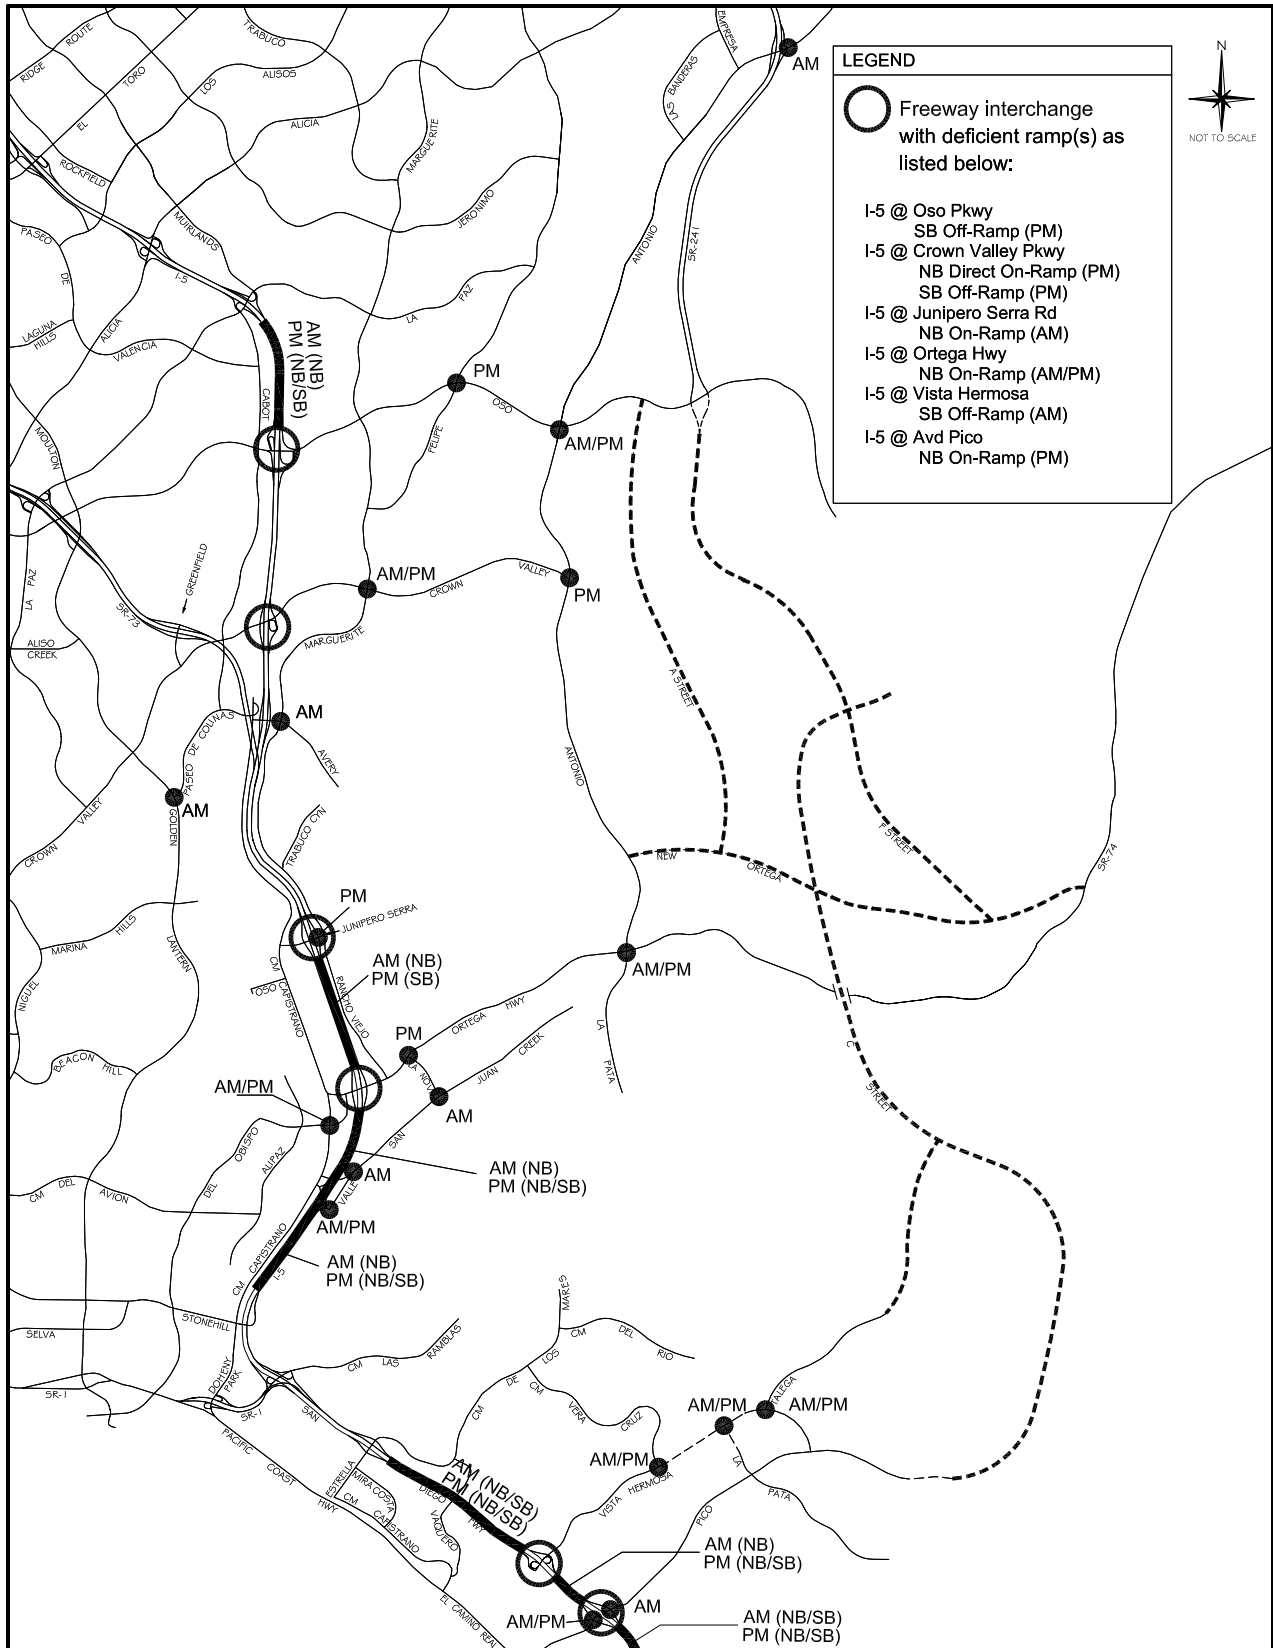 LEGEND
Freeway interchange
with deficient ramp(s) as
listed below:
I-5 @ Oso Pkwy
SB Off-Ramp (PM)
I-5 @ Crown Valley Pkwy
NB Direct On-Ramp (PM)
SB Off-Ramp (PM)
I-5 @ Junipero Serra Rd
NB On-Ramp (AM)
I-5 @ Ortega Hwy
NB On-Ramp (AM/PM)
I-5 @ Vista Hermosa
SB Off-Ramp (AM)
I-5 @ Avd Pico
NB On-Ramp (PM)
N
NOT TO SCALE
RIDGE
ROUTE
TRABUCO
EL
TORO
LOS
ALISOS
ALICIA
MARGUERITE
EMPRESA
LAS BANDERAS
AM
ROCKFIELD
MUIRLANDS
JERONIMO
ANTONIO
SR-241
PASEO
DE
I-5
LA
PAZ
LAGUNA
HILLS
ALICIA
VALENCIA
AM (NB)
PM (NB/SB)
CABOT
PM
OSO
AM/PM
FELIPE
MOULTON
GREENFIELD
LA PAZ
SR-73
AM/PM
CROWN
VALLEY
PM
ALISO
CREEK
MARGUERITE
A STREET
PASEO DE COLINAS
AM
AVERY
ANTONIO
AM
GOLDEN
VALLEY
CROWN
TRABUCO CYN
NEW
ORTEGA
F STREET
SR-74
PM
JUNIPERO SERRA
MARINA
HILLS
LANTERN
NIGUEL
CM
CAPISTRANO
OSO
RANCHO VIEJO
AM (NB)
PM (SB)
AM/PM
ORTEGA
HWY
LA
PATA
PM
LA NOVIA
JUAN
CREEK
BEACON
HILL
AM/PM
AM
SAN
C
STREET
OBISPO
DEL
ALIPAZ
AM
VALLE
AM (NB)
PM (NB/SB)
CM
DEL
AVION
AM/PM
CM
CAPISTRANO
I-5
AM (NB)
PM (NB/SB)
STONEHILL
SELVA
CM
LAS
RAMBLAS
MARES
CM
DEL
RIO
LOS
DE
CM
CM
VERA
CRUZ
DOHENY
PARK
SR-1
SR-1
SAN
PACIFIC
COAST
HWY
AM/PM
TALEGA
AM/PM
AM/PM
LA
PATA
VISTA
HERMOSA
PICO
AM (NB/SB)
PM (NB/SB)
DIEGO
FWY
ESTRELLA
MIRA COSTA
CM
CAPISTRANO
VAQUERO
AM (NB)
PM (NB/SB)
AM
AM/PM
AM (NB/SB)
PM (NB/SB)
EL CAMINO REAL